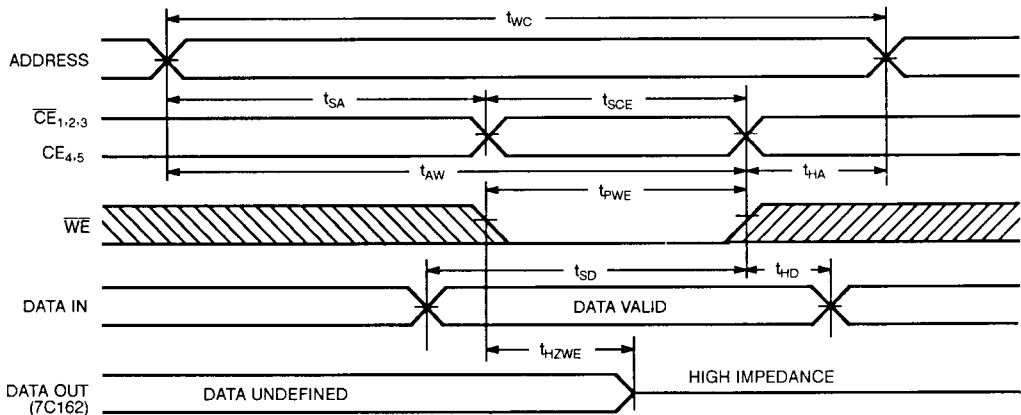 tWC
ADDRESS
tSA
tSCE
CE1,2,3
CE4,5
tAW
tHA
tPWE
WE
tSD
tHD
DATA IN
DATA VALID
tHZWE
DATA OUT
(7C162)
DATA UNDEFINED
HIGH IMPEDANCE